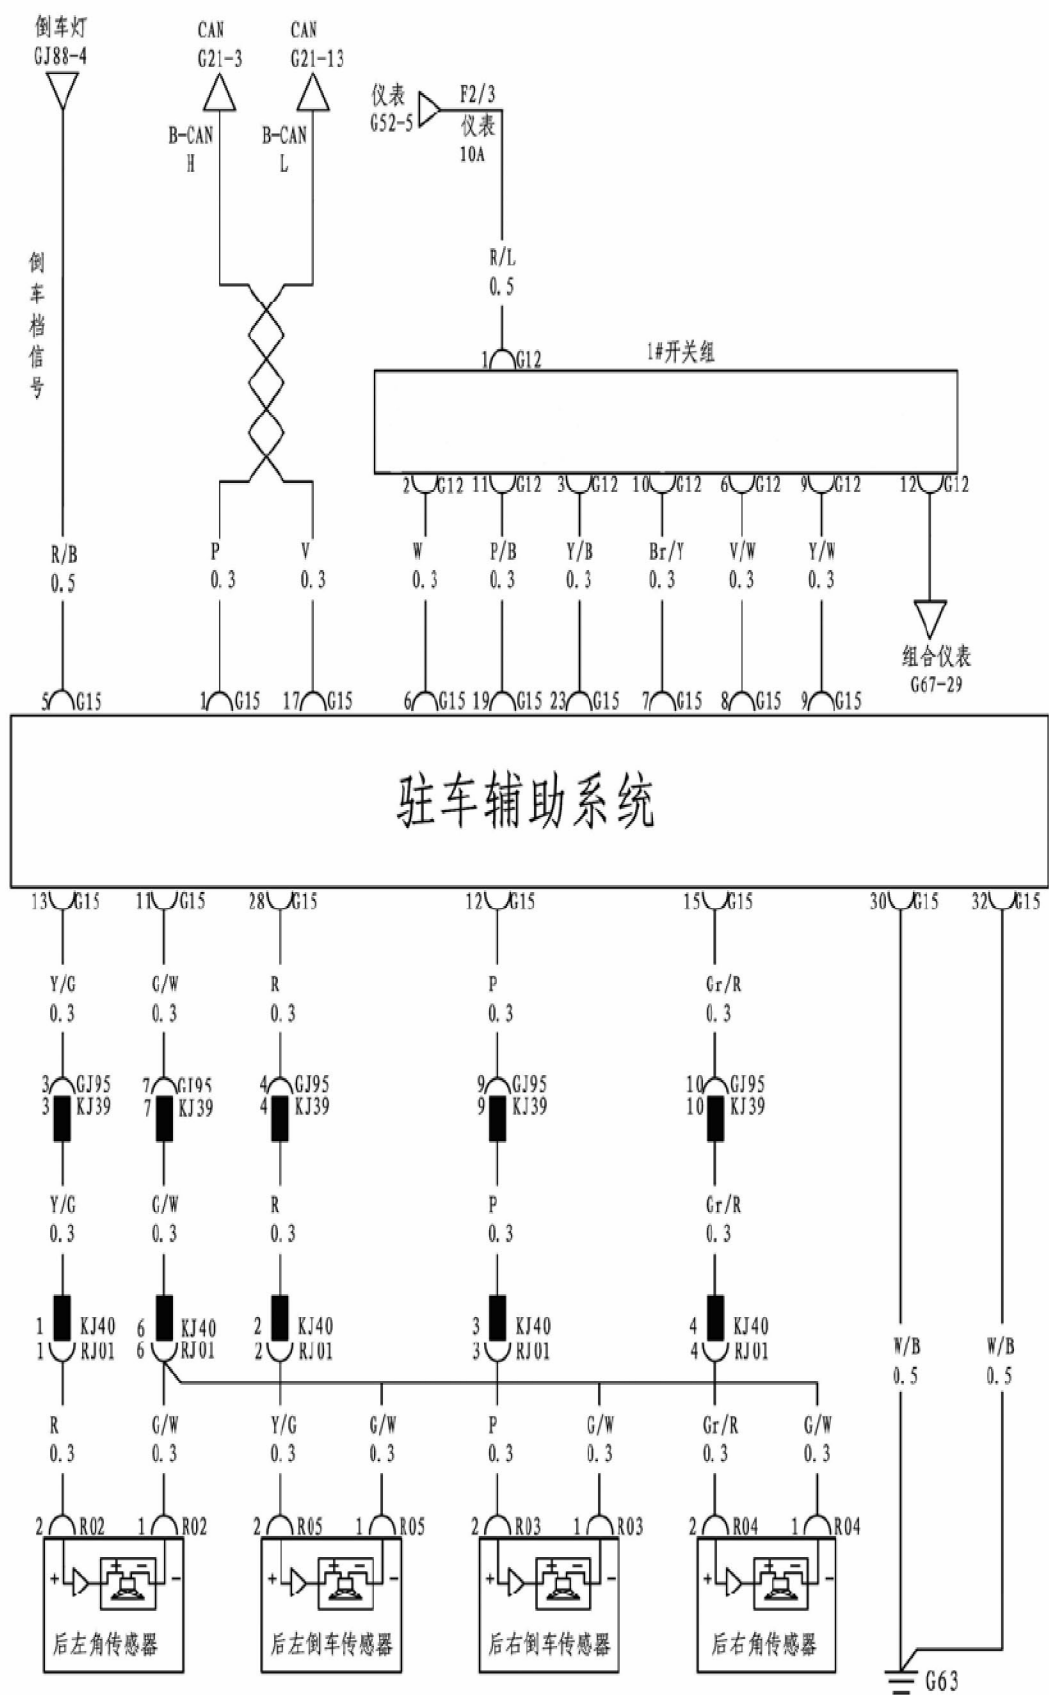 倒车灯
GJ88-4
CAN
G21-3
CAN
G21-13
仪表
G52-5
F2/3
仪表
10A
B-CAN
H
B-CAN
L
倒车档信号
R/L
0.5
1 G12
1#开关组
2 G12 11 G12 3 G12 10 G12 6 G12 9 G12 12 G12
R/B
0.5
P
0.3
V
0.3
W
0.3
P/B
0.3
Y/B
0.3
Br/Y
0.3
V/W
0.3
Y/W
0.3
组合仪表
G67-29
5 G15 1 G15 17 G15 6 G15 19 G15 23 G15 7 G15 8 G15 9 G15
驻车辅助系统
13 G15 11 G15 28 G15 12 G15 15 G15 30 G15 32 G15
Y/G G/W R P Gr/R
0.3 0.3 0.3 0.3 0.3
3 GJ95 7 GJ95 4 GJ95 9 GJ95 10 GJ95
3 KJ39 7 KJ39 4 KJ39 9 KJ39 10 KJ39
Y/G G/W R P Gr/R
0.3 0.3 0.3 0.3 0.3
1 KJ40 6 KJ40 2 KJ40 3 KJ40 4 KJ40
1 RJ01 6 RJ01 2 RJ01 3 RJ01 4 RJ01
W/B W/B
0.5 0.5
R G/W Y/G G/W P G/W Gr/R G/W
0.3 0.3 0.3 0.3 0.3 0.3 0.3 0.3
2 R02 1 R02 2 R05 1 R05 2 R03 1 R03 2 R04 1 R04
+ - + - + - + -
+ - + - + - + -
后左角传感器 后左倒车传感器 后右倒车传感器 后右角传感器
G63